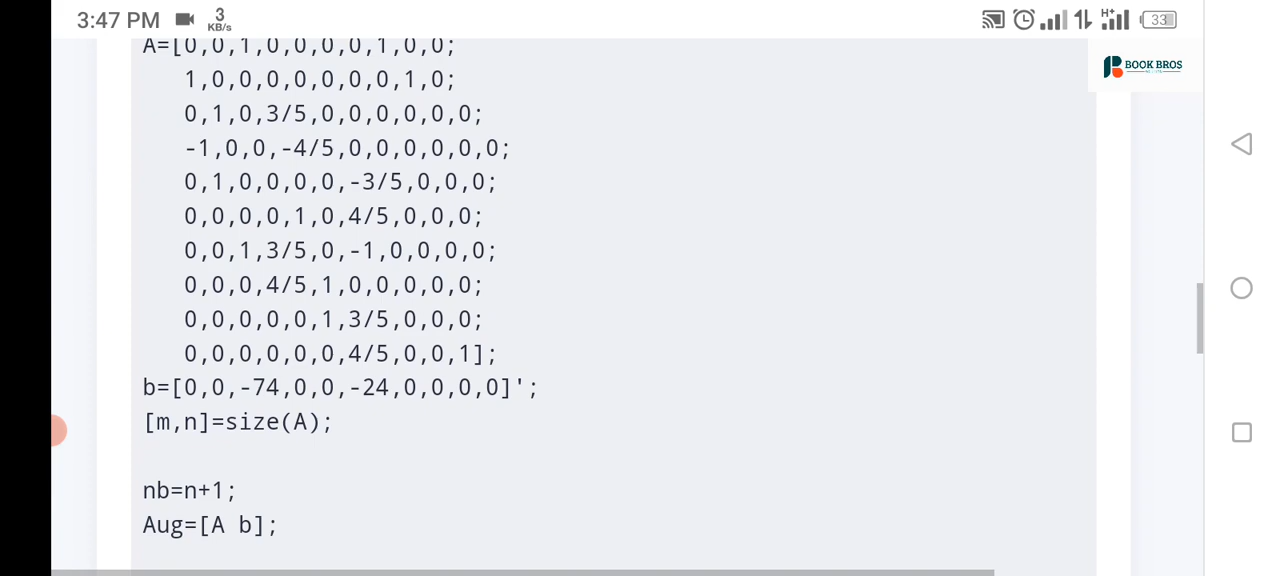 3:47 PM 3 KB/s H+ 33
BOOK BROS
A=[0,0,1,0,0,0,0,1,0,0;
1,0,0,0,0,0,0,0,1,0;
0,1,0,3/5,0,0,0,0,0,0;
-1,0,0,-4/5,0,0,0,0,0,0;
0,1,0,0,0,0,-3/5,0,0,0;
0,0,0,0,1,0,4/5,0,0,0;
0,0,1,3/5,0,-1,0,0,0,0;
0,0,0,4/5,1,0,0,0,0,0;
0,0,0,0,0,1,3/5,0,0,0;
0,0,0,0,0,0,4/5,0,0,1];
b=[0,0,-74,0,0,-24,0,0,0,0]';
[m,n]=size(A);
nb=n+1;
Aug=[A b];